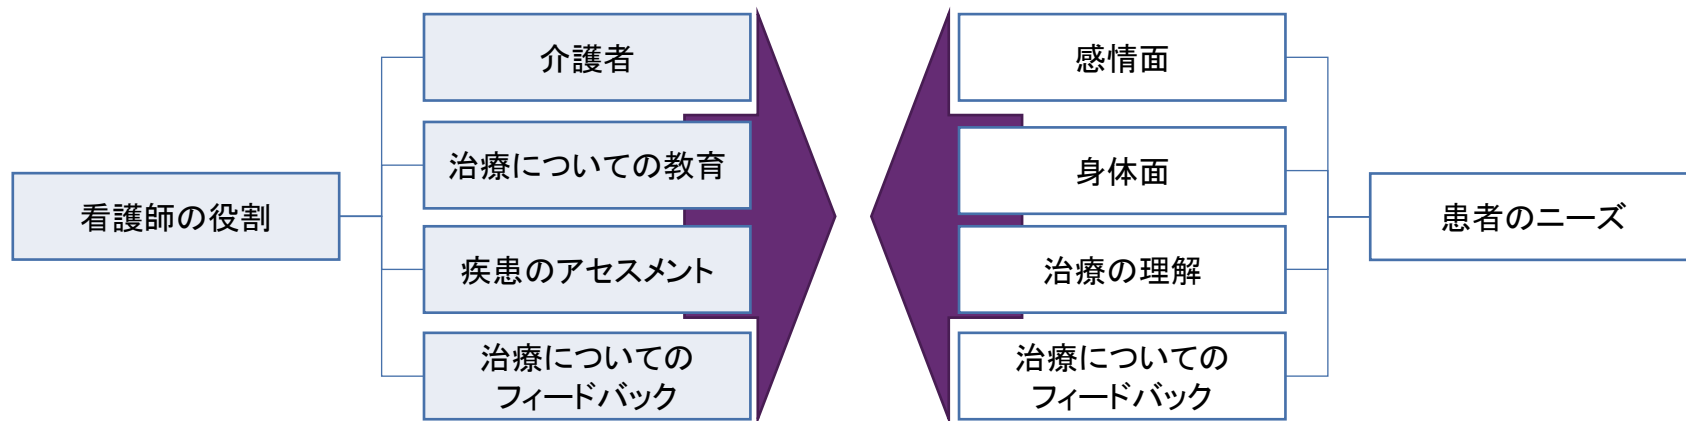 看護師の役割
介護者
治療についての教育
疾患のアセスメント
治療についての
フィードバック
感情面
身体面
治療の理解
治療についての
フィードバック
患者のニーズ